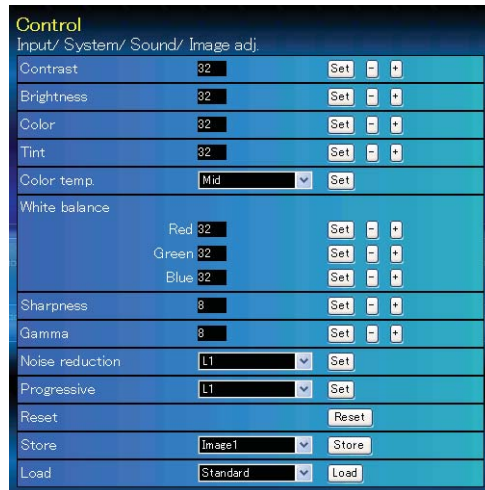 Control
Input/ System/ Sound/ Image adj.
Contrast 32 Set - +
Brightness 32 Set - +
Color 32 Set - +
Tint 32 Set - +
Color temp. Mid Set
White balance
Red 32 Set - +
Green 32 Set - +
Blue 32 Set - +
Sharpness 8 Set - +
Gamma 8 Set - +
Noise reduction L1 Set
Progressive L1 Set
Reset Reset
Store Image1 Store
Load Standard Load